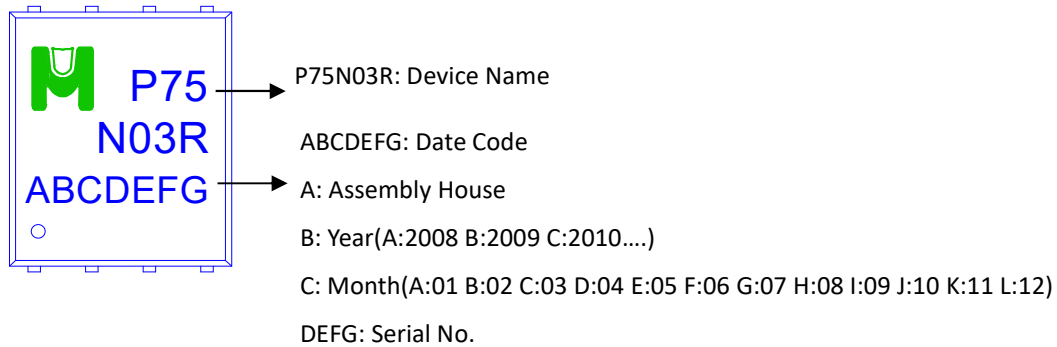 P75
N03R
ABCDEFG
P75N03R: Device Name
ABCDEFG: Date Code
A: Assembly House
B: Year(A:2008 B:2009 C:2010....)
C: Month(A:01 B:02 C:03 D:04 E:05 F:06 G:07 H:08 I:09 J:10 K:11 L:12)
DEFG: Serial No.